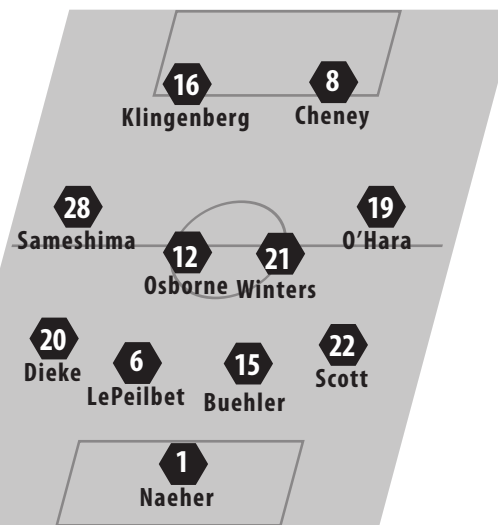 16
Klingenberg
8
Cheney
28
Sameshima
19
O’Hara
12
Osborne
21
Winters
20
Dieke
6
LePeilbet
15
Buehler
22
Scott
1
Naeher